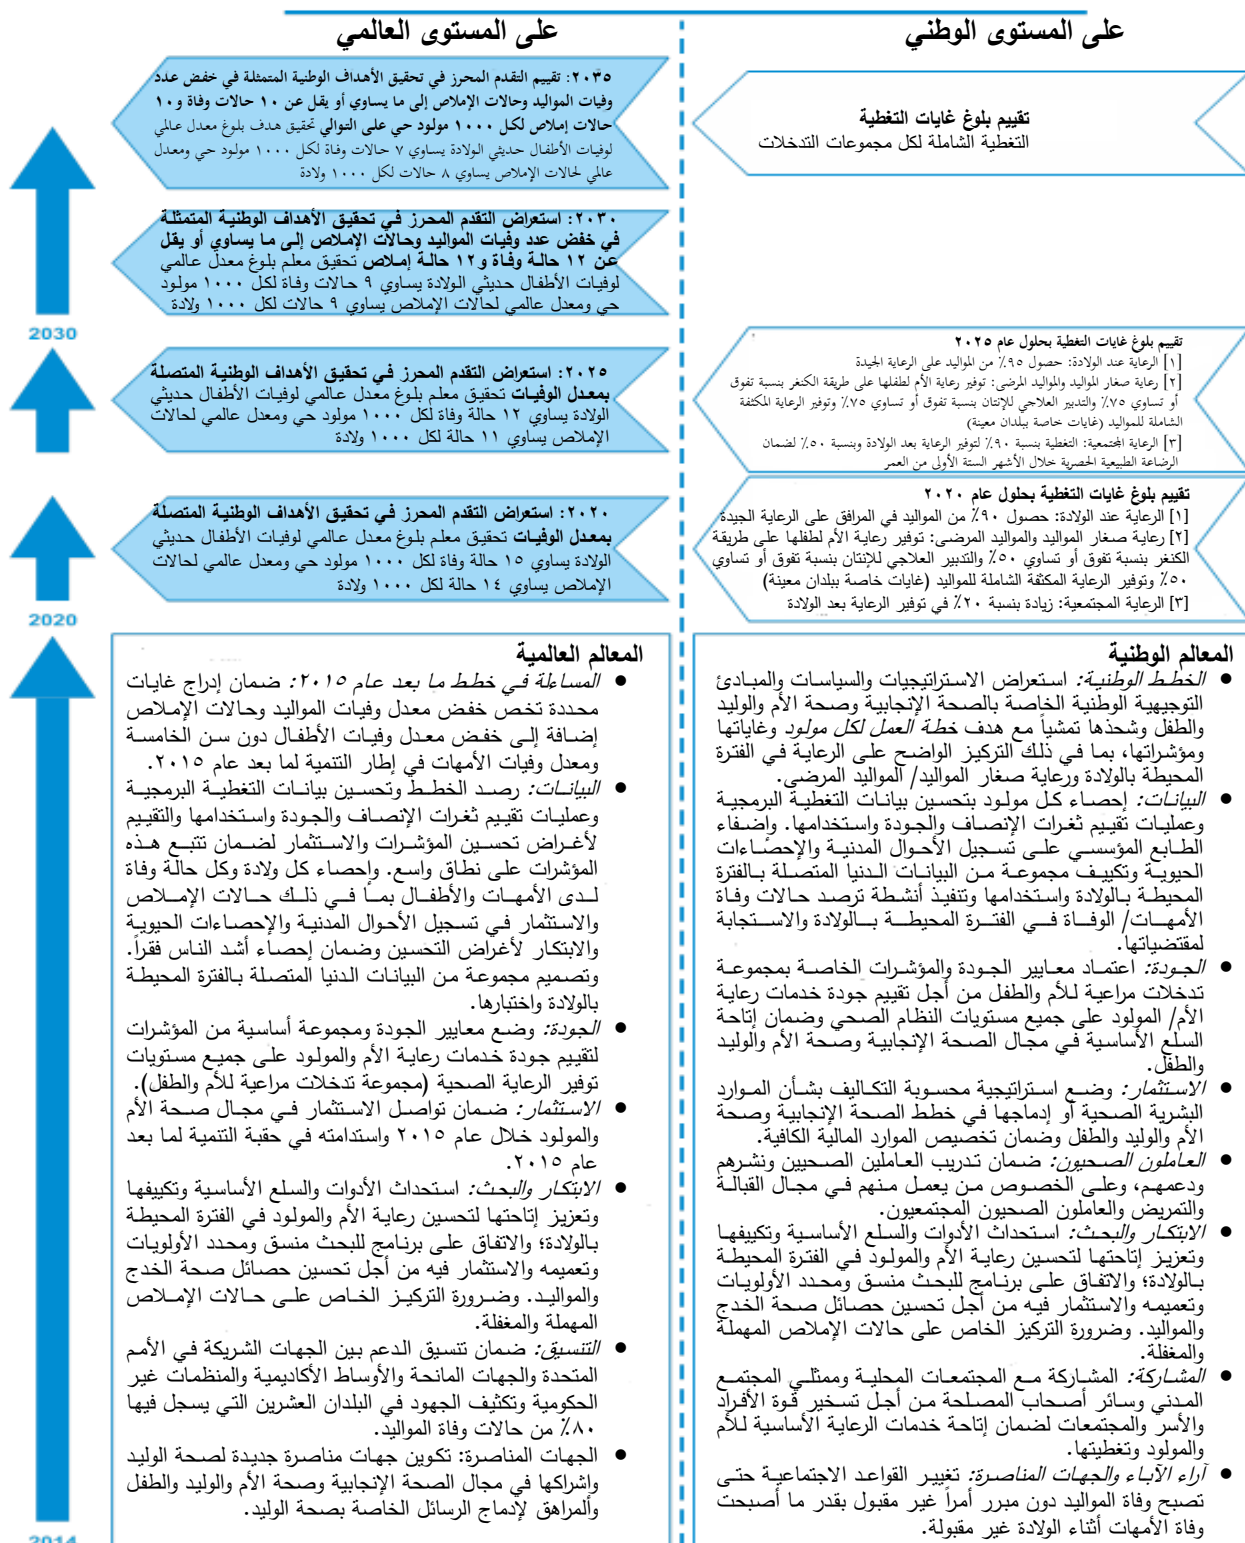 على المستوى الوطني
تقييم بلوغ غايات التغطية
التغطية الشاملة لكل مجموعات التدخلات
تقييم بلوغ غايات التغطية بحلول عام ٢٠٢٥
[١] الرعاية عند الولادة: حصول ٩٥٪ من المواليد على الرعاية الجيدة
[٢] رعاية صغار المواليد والمواليد المرضى: توفير رعاية الأم لطفلها على طريقة الكنغر بنسبة تفوق
أو تساوي ٧٥٪ والتدبير العلاجي للإنتان بنسبة تفوق أو تساوي ٧٥٪ وتوفير الرعاية المكثفة
الشاملة للمواليد (غايات خاصة ببلدان معينة)
[٣] الرعاية المجتمعية: التغطية بنسبة ٩٠٪ لتوفير الرعاية بعد الولادة وبنسبة ٥٠٪ لضمان
الرضاعة الطبيعية الحصرية خلال الأشهر الستة الأولى من العمر
تقييم بلوغ غايات التغطية بحلول عام ٢٠٢٠
[١] الرعاية عند الولادة: حصول ٩٠٪ من المواليد في المرافق على الرعاية الجيدة
[٢] رعاية صغار المواليد والمواليد المرضى: توفير رعاية الأم لطفلها على طريقة
الكنغر بنسبة تفوق أو تساوي ٥٠٪ والتدبير العلاجي للإنتان بنسبة تفوق أو تساوي
٥٠٪ وتوفير الرعاية المكثفة الشاملة للمواليد (غايات خاصة ببلدان معينة)
[٣] الرعاية المجتمعية: زيادة بنسبة ٢٠٪ في توفير الرعاية بعد الولادة
المعالم الوطنية
● الخطط الوطنية: استعراض الاستراتيجيات والسياسات والمبادئ
التوجيهية الوطنية الخاصة بالصحة الإنجابية وصحة الأم والوليد
والطفل وشحذها تمشياً مع هدف خطة العمل لكل مولود وغاياتها
ومؤشراتها، بما في ذلك التركيز الواضح على الرعاية في الفترة
المحيطة بالولادة ورعاية صغار المواليد/ المواليد المرضى.
● البيانات: إحصاء كل مولود بتحسين بيانات التغطية البرمجية
وعمليات تقييم ثغرات الإنصاف والجودة واستخدامها. وإضفاء
الطابع المؤسسي على تسجيل الأحوال المدنية والإحصاءات
الحيوية وتكييف مجموعة من البيانات الدنيا المتصلة بالفترة
المحيطة بالولادة واستخدامها وتنفيذ أنشطة ترصد حالات وفاة
الأمهات/ الوفاة في الفترة المحيطة بالولادة والاستجابة
لمقتضياتها.
● الجودة: اعتماد معايير الجودة والمؤشرات الخاصة بمجموعة
تدخلات مراعية للأم والطفل من أجل تقييم جودة خدمات رعاية
الأم/ المولود على جميع مستويات النظام الصحي وضمان إتاحة
السلع الأساسية في مجال الصحة الإنجابية وصحة الأم والوليد
والطفل.
● الاستثمار: وضع استراتيجية محسوبة التكاليف بشأن الموارد
البشرية الصحية أو إدماجها في خطط الصحة الإنجابية وصحة
الأم والوليد والطفل وضمان تخصيص الموارد المالية الكافية.
● العاملون الصحيون: ضمان تدريب العاملين الصحيين ونشرهم
ودعمهم، وعلى الخصوص من يعمل منهم في مجال القبالة
والتمريض والعاملون الصحيون المجتمعيون.
● الابتكار والبحث: استحداث الأدوات والسلع الأساسية وتكييفها
وتعزيز إتاحتها لتحسين رعاية الأم والمولود في الفترة المحيطة
بالولادة؛ والاتفاق على برنامج للبحث منسق ومحدد الأولويات
وتعميمه والاستثمار فيه من أجل تحسين حصائل صحة الخدج
والمواليد. وضرورة التركيز الخاص على حالات الإملاص المهملة
والمغفلة.
● المشاركة: المشاركة مع المجتمعات المحلية وممثلي المجتمع
المدني وسائر أصحاب المصلحة من أجل تسخير قوة الأفراد
والأسر والمجتمعات لضمان إتاحة خدمات الرعاية الأساسية للأم
والمولود وتغطيتها.
● آراء الآباء والجهات المناصرة: تغيير القواعد الاجتماعية حتى
تصبح وفاة المواليد دون مبرر أمراً غير مقبول بقدر ما أصبحت
وفاة الأمهات أثناء الولادة غير مقبولة.
على المستوى العالمي
٢٠٣٥: تقييم التقدم المحرز في تحقيق الأهداف الوطنية المتمثلة في خفض عدد
وفيات المواليد وحالات الإملاص إلى ما يساوي أو يقل عن ١٠ حالات وفاة و١٠
حالات إملاص لكل ١٠٠٠ مولود حي على التوالي تحقيق هدف بلوغ معدل عالمي
لوفيات الأطفال حديثي الولادة يساوي ٧ حالات وفاة لكل ١٠٠٠ مولود حي ومعدل
عالمي لحالات الإملاص يساوي ٨ حالات لكل ١٠٠٠ ولادة
٢٠٣٠: استعراض التقدم المحرز في تحقيق الأهداف الوطنية المتمثلة
في خفض عدد وفيات المواليد وحالات الإملاص إلى ما يساوي أو يقل
عن ١٢ حالة وفاة و١٢ حالة إملاص تحقيق معلم بلوغ معدل عالمي
لوفيات الأطفال حديثي الولادة يساوي ٩ حالات وفاة لكل ١٠٠٠ مولود
حي ومعدل عالمي لحالات الإملاص يساوي ٩ حالات لكل ١٠٠٠ ولادة
2030
٢٠٢٥: استعراض التقدم المحرز في تحقيق الأهداف الوطنية المتصلة
بمعدل الوفيات تحقيق معلم بلوغ معدل عالمي لوفيات الأطفال حديثي
الولادة يساوي ١٢ حالة وفاة لكل ١٠٠٠ مولود حي ومعدل عالمي لحالات
الإملاص يساوي ١١ حالة لكل ١٠٠٠ ولادة
٢٠٢٠: استعراض التقدم المحرز في تحقيق الأهداف الوطنية المتصلة
بمعدل الوفيات تحقيق معلم بلوغ معدل عالمي لوفيات الأطفال حديثي
الولادة يساوي ١٥ حالة وفاة لكل ١٠٠٠ مولود حي ومعدل عالمي لحالات
الإملاص يساوي ١٤ حالة لكل ١٠٠٠ ولادة
2020
المعالم العالمية
● المساءلة في خطط ما بعد عام ٢٠١٥: ضمان إدراج غايات
محددة تخص خفض معدل وفيات المواليد وحالات الإملاص
إضافة إلى خفض معدل وفيات الأطفال دون سن الخامسة
ومعدل وفيات الأمهات في إطار التنمية لما بعد عام ٢٠١٥.
● البيانات: رصد الخطط وتحسين بيانات التغطية البرمجية
وعمليات تقييم ثغرات الإنصاف والجودة واستخدامها والتقييم
لأغراض تحسين المؤشرات والاستثمار لضمان تتبع هذه
المؤشرات على نطاق واسع. وإحصاء كل ولادة وكل حالة وفاة
لدى الأمهات والأطفال بما في ذلك حالات الإملاص
والاستثمار في تسجيل الأحوال المدنية والإحصاءات الحيوية
والابتكار لأغراض التحسين وضمان إحصاء أشد الناس فقراً.
وتصميم مجموعة من البيانات الدنيا المتصلة بالفترة المحيطة
بالولادة واختبارها.
● الجودة: وضع معايير الجودة ومجموعة أساسية من المؤشرات
لتقييم جودة خدمات رعاية الأم والمولود على جميع مستويات
توفير الرعاية الصحية (مجموعة تدخلات مراعية للأم والطفل).
● الاستثمار: ضمان تواصل الاستثمار في مجال صحة الأم
والمولود خلال عام ٢٠١٥ واستدامته في حقبة التنمية لما بعد
عام ٢٠١٥.
● الابتكار والبحث: استحداث الأدوات والسلع الأساسية وتكييفها
وتعزيز إتاحتها لتحسين رعاية الأم والمولود في الفترة المحيطة
بالولادة؛ والاتفاق على برنامج للبحث منسق ومحدد الأولويات
وتعميمه والاستثمار فيه من أجل تحسين حصائل صحة الخدج
والمواليد. وضرورة التركيز الخاص على حالات الإملاص
المهملة والمغفلة.
● التنسيق: ضمان تنسيق الدعم بين الجهات الشريكة في الأمم
المتحدة والجهات المانحة والأوساط الأكاديمية والمنظمات غير
الحكومية وتكثيف الجهود في البلدان العشرين التي يسجل فيها
٨٠٪ من حالات وفاة المواليد.
● الجهات المناصرة: تكوين جهات مناصرة جديدة لصحة الوليد
وإشراكها في مجال الصحة الإنجابية وصحة الأم والوليد والطفل
والمراهق لإدماج الرسائل الخاصة بصحة الوليد.
2014